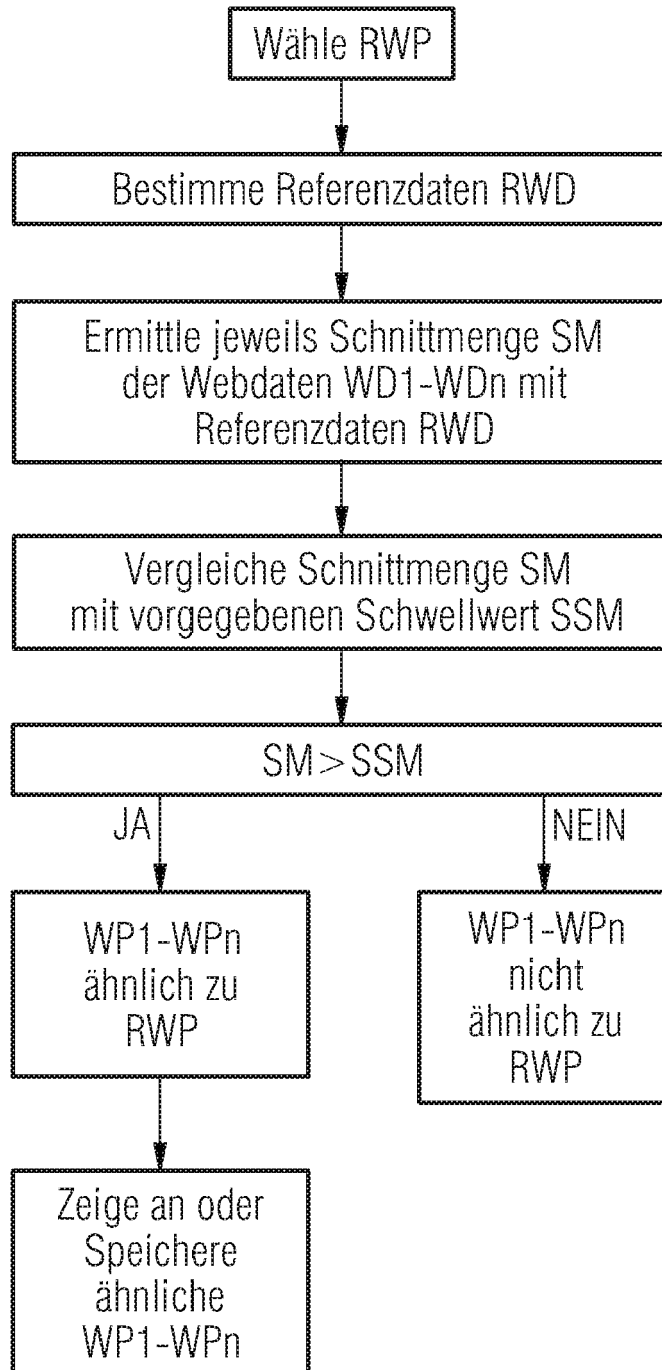 Wähle RWP
Bestimme Referenzdaten RWD
Ermittle jeweils Schnittmenge SM
der Webdaten WD1-WDn mit
Referenzdaten RWD
Vergleiche Schnittmenge SM
mit vorgegebenen Schwellwert SSM
SM>SSM
JA
NEIN
WP1-WPn
ähnlich zu
RWP
WP1-WPn
nicht
ähnlich zu
RWP
Zeige an oder
Speichere
ähnliche
WP1-WPn